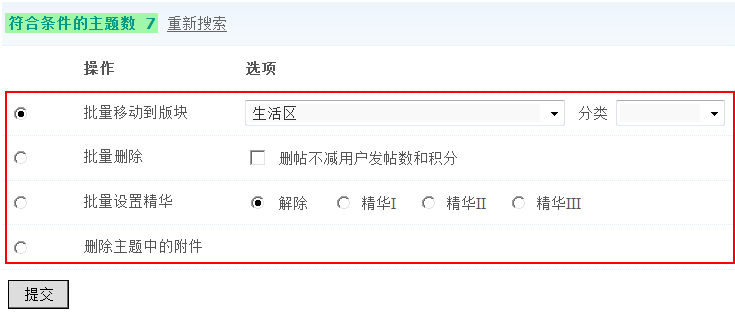 符合条件的主题数 7 重新搜索
操作 选项
批量移动到版块 生活区 分类
批量删除 删帖不减用户发帖数和积分
批量设置精华 解除 精华I 精华II 精华III
删除主题中的附件
提交